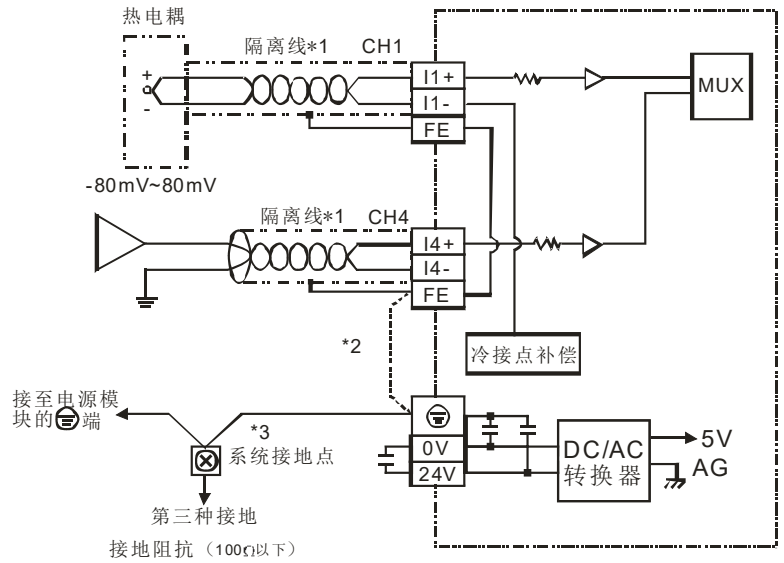 热电耦
隔离线*1 CH1
+
-
I1+
I1-
FE
MUX
-80mV~80mV
隔离线*1 CH4
I4+
I4-
FE
*2
冷接点补偿
接至电源模
块的 端
*3
系统接地点
0V
24V
DC/AC
转换器
5V
AG
第三种接地
接地阻抗（100Ω以下）